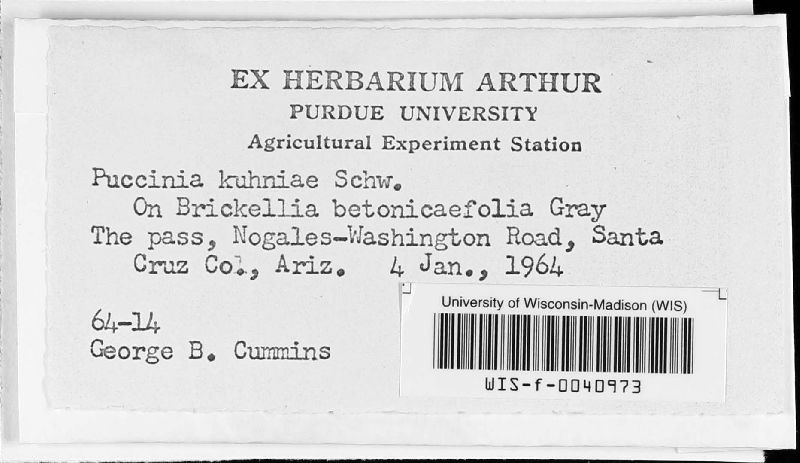 EX HERBARIUM ARTHUR
PURDUE UNIVERSITY
Agricultural Experiment Station
Puccinia kuhniae Schw.
On Brickellia betonicaefolia Gray
The pass, Nogales-Washington Road, Santa
Cruz Co., Ariz. 4 Jan., 1964
64-14
George B. Cummins
University of Wisconsin-Madison (WIS)
WIS-f-0040973